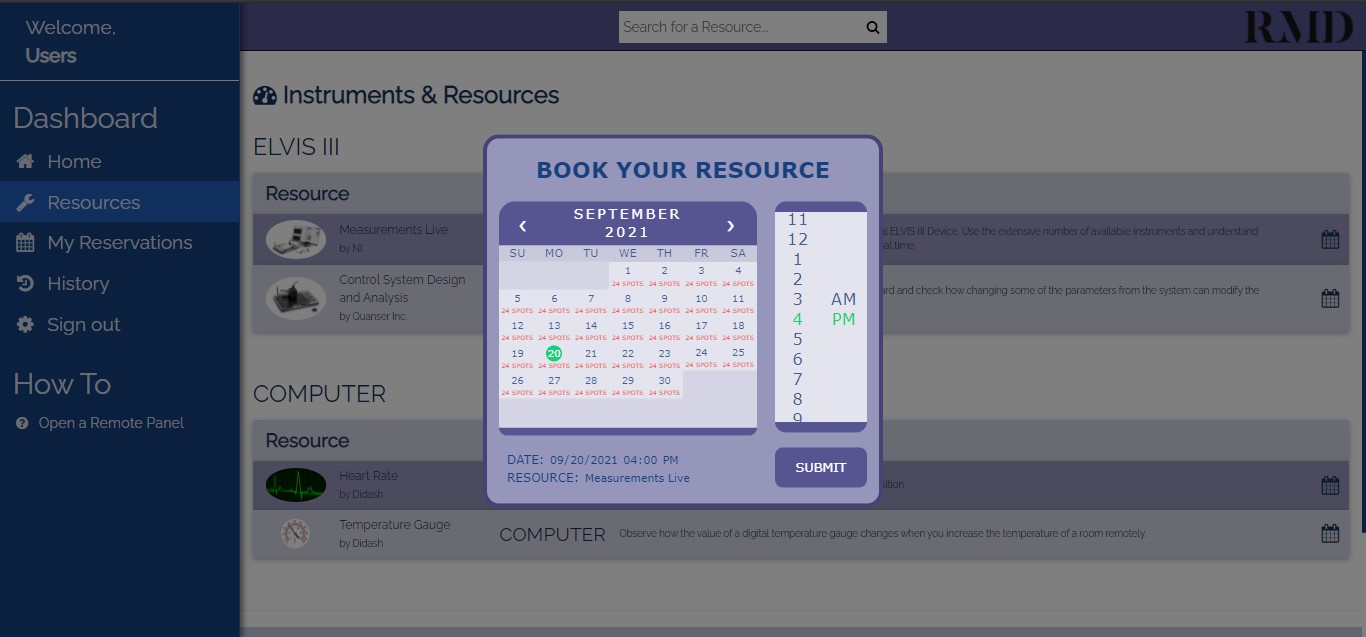 Welcome,
Users
Search for a Resource...
RMD
Dashboard
Home
Resources
My Reservations
History
Sign out
How To
Open a Remote Panel
Instruments & Resources
ELVIS III
Resource
Measurements Live
by NI
al ELVIS III Device. Use the extensive number of available instruments and understand
al time.
Control System Design
and Analysis
by Quanser Inc.
rd and check how changing some of the parameters from the system can modify the
COMPUTER
Resource
Heart Rate
by Didash
sition.
Temperature Gauge
by Didash
COMPUTER
Observe how the value of a digital temperature gauge changes when you increase the temperature of a room remotely.
BOOK YOUR RESOURCE
‹ SEPTEMBER ›
2021
SU MO TU WE TH FR SA
1 2 3 4
24 SPOTS 24 SPOTS 24 SPOTS 24 SPOTS
5 6 7 8 9 10 11
24 SPOTS 24 SPOTS 24 SPOTS 24 SPOTS 24 SPOTS 24 SPOTS 24 SPOTS
12 13 14 15 16 17 18
24 SPOTS 24 SPOTS 24 SPOTS 24 SPOTS 24 SPOTS 24 SPOTS 24 SPOTS
19 20 21 22 23 24 25
24 SPOTS 24 SPOTS 24 SPOTS 24 SPOTS 24 SPOTS 24 SPOTS 24 SPOTS
26 27 28 29 30
24 SPOTS 24 SPOTS 24 SPOTS 24 SPOTS 24 SPOTS
11
12
1
2
3 AM
4 PM
5
6
7
8
9
DATE: 09/20/2021 04:00 PM
RESOURCE: Measurements Live
SUBMIT